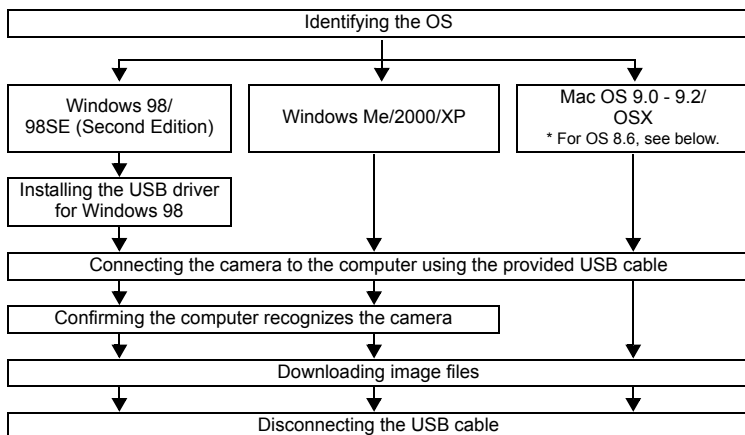 Identifying the OS
Windows 98/
98SE (Second Edition)
Windows Me/2000/XP
Mac OS 9.0 - 9.2/
OSX
* For OS 8.6, see below.
Installing the USB driver
for Windows 98
Connecting the camera to the computer using the provided USB cable
Confirming the computer recognizes the camera
Downloading image files
Disconnecting the USB cable